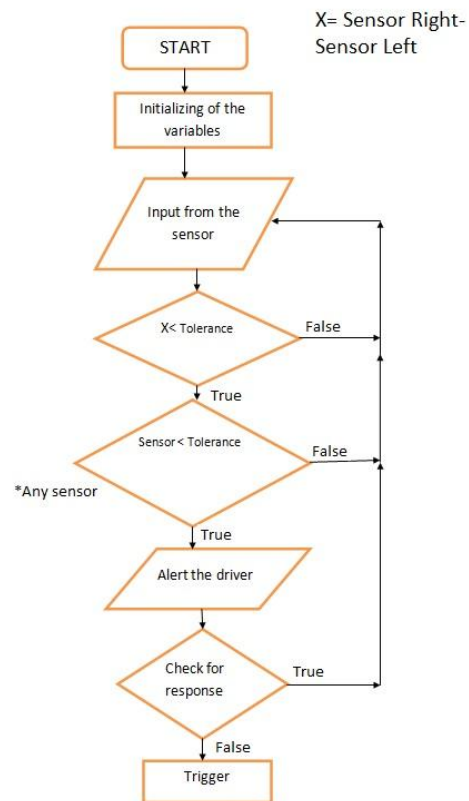 X= Sensor Right-
Sensor Left
START
Initializing of the
variables
Input from the
sensor
X< Tolerance
False
True
Sensor < Tolerance
False
*Any sensor
True
Alert the driver
Check for
response
True
False
Trigger